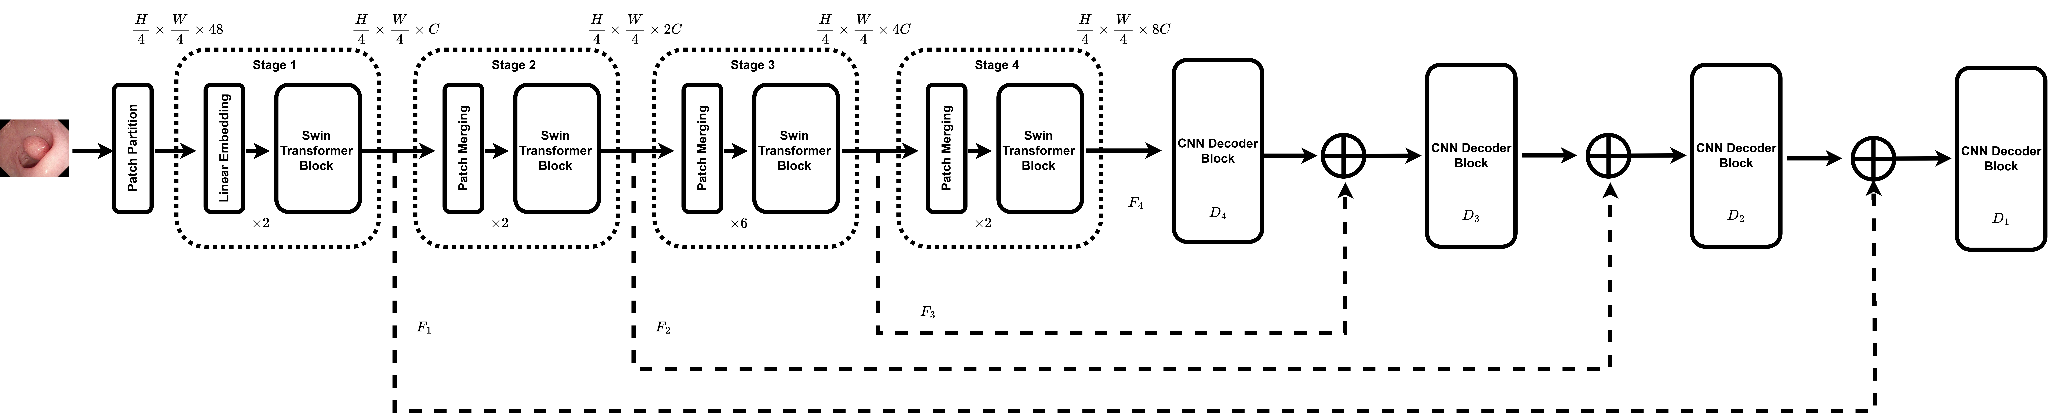 H/4 × W/4 × 48
H/4 × W/4 × C
H/4 × W/4 × 2C
H/4 × W/4 × 4C
H/4 × W/4 × 8C
Patch Partition
Stage 1
Linear Embedding
Swin
Transformer
Block
×2
Stage 2
Patch Merging
Swin
Transformer
Block
×2
Stage 3
Patch Merging
Swin
Transformer
Block
×6
Stage 4
Patch Merging
Swin
Transformer
Block
×2
F₄
CNN Decoder
Block
D₄
CNN Decoder
Block
D₃
CNN Decoder
Block
D₂
CNN Decoder
Block
D₁
F₁
F₂
F₃